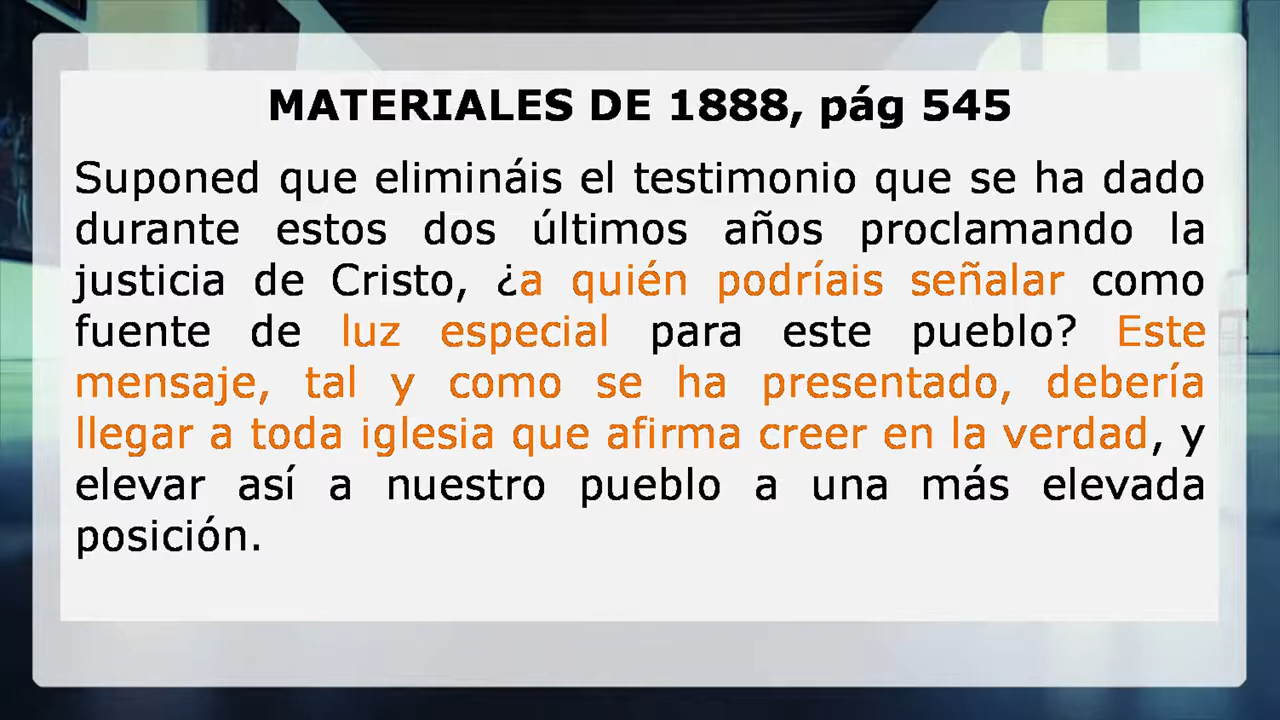 MATERIALES DE 1888, pág 545
Suponed que elimináis el testimonio que se ha dado
durante estos dos últimos años proclamando la
justicia de Cristo, ¿a quién podríais señalar como
fuente de luz especial para este pueblo? Este
mensaje, tal y como se ha presentado, debería
llegar a toda iglesia que afirma creer en la verdad, y
elevar así a nuestro pueblo a una más elevada
posición.